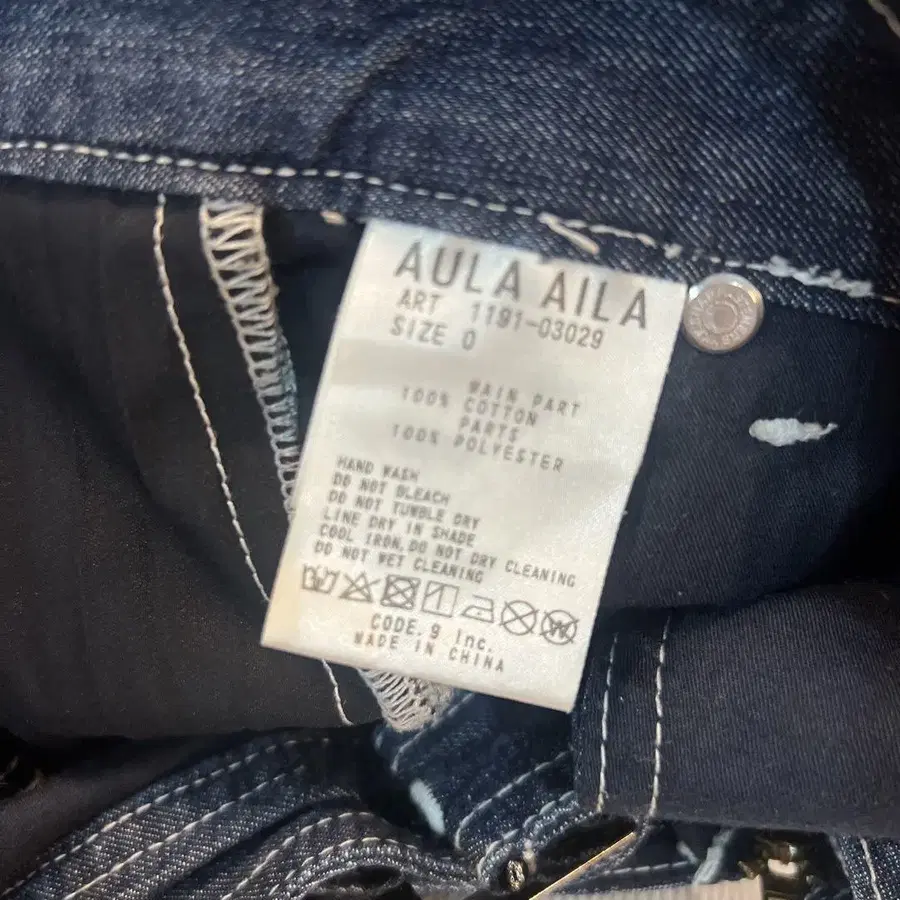 AULA AILA
ART 1191-03029
SIZE 0
MAIN PART
100% COTTON
PARTS
100% POLYESTER
HAND WASH
DO NOT BLEACH
DO NOT TUMBLE DRY
LINE DRY IN SHADE
COOL IRON, DO NOT DRY CLEANING
DO NOT WET CLEANING
W
CODE. 9 Inc.
MADE IN CHINA